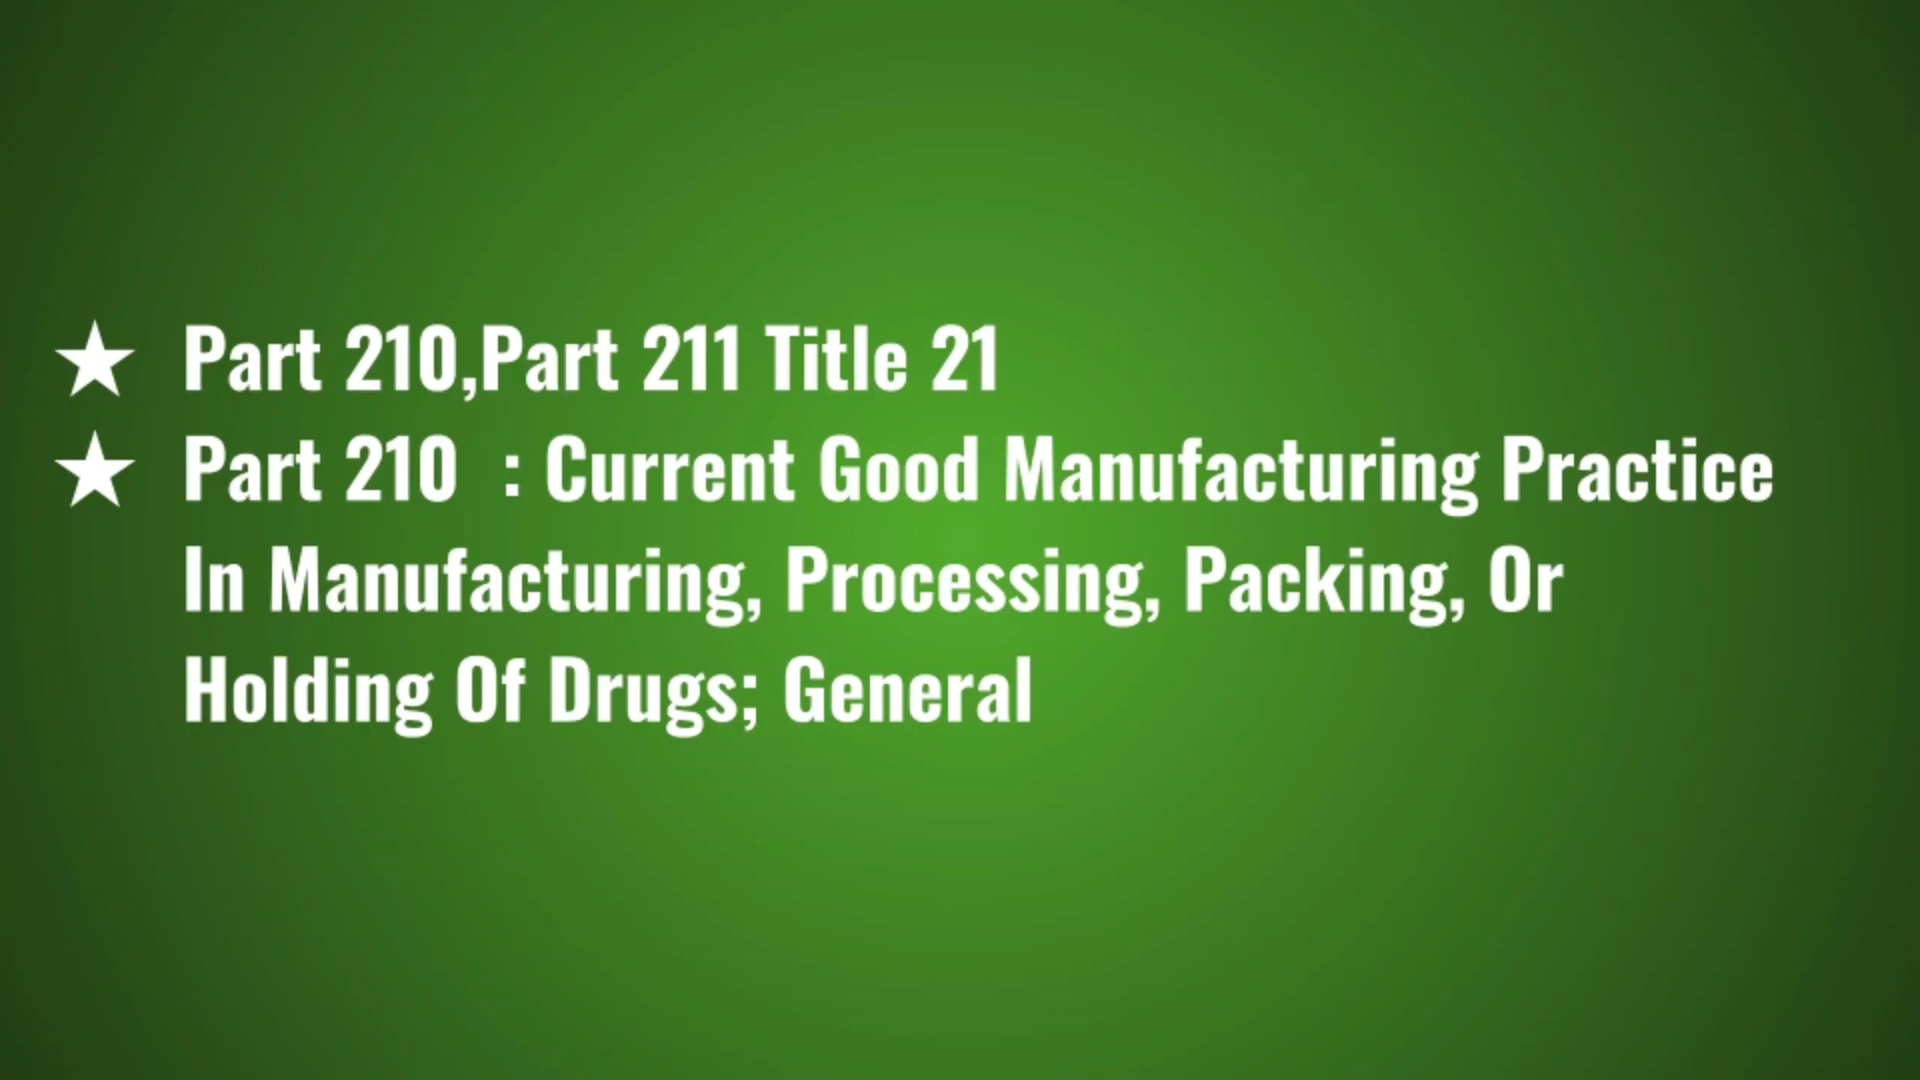 ★ Part 210,Part 211 Title 21
★ Part 210 : Current Good Manufacturing Practice
In Manufacturing, Processing, Packing, Or
Holding Of Drugs; General